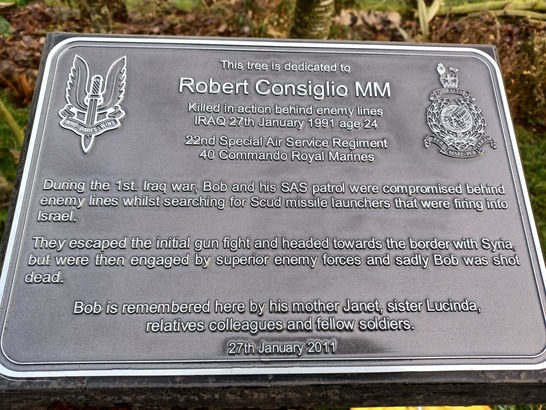 This tree is dedicated to
Robert Consiglio MM
Killed in action behind enemy lines
IRAQ 27th January 1991 age 24
22nd Special Air Service Regiment
40 Commando Royal Marines
During the 1st. Iraq war, Bob and his SAS patrol were compromised behind
enemy lines whilst searching for Scud missile launchers that were firing into
Israel.
They escaped the initial gun fight and headed towards the border with Syria,
but were then engaged by superior enemy forces and sadly Bob was shot
dead.
Bob is remembered here by his mother Janet, sister Lucinda,
relatives colleagues and fellow soldiers.
27th January 2011